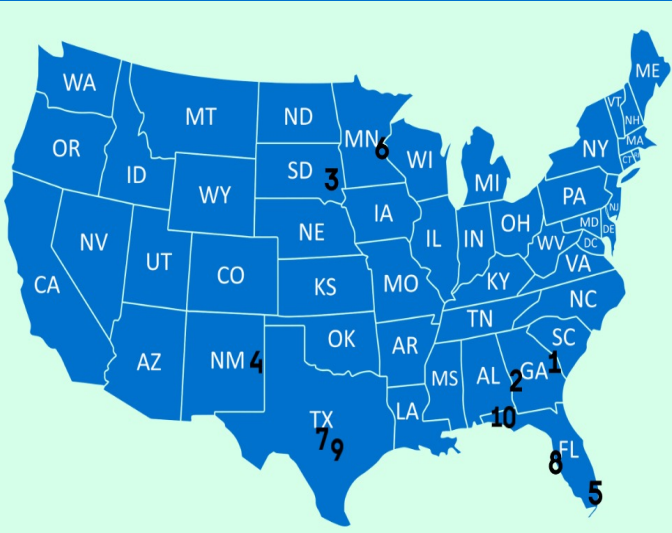 WA
MT
ND
MN
6
ME
VT
NH
MA
OR
ID
SD
3
WI
NY
CT
WY
MI
IA
PA
NJ
NE
OH
NV
UT
CO
IL
IN
WV
MD
DE
DC
VA
CA
KS
MO
KY
NC
TN
OK
AR
SC
AZ
NM
4
MS
AL
2
GA
1
LA
TX
7
9
10
FL
8
5